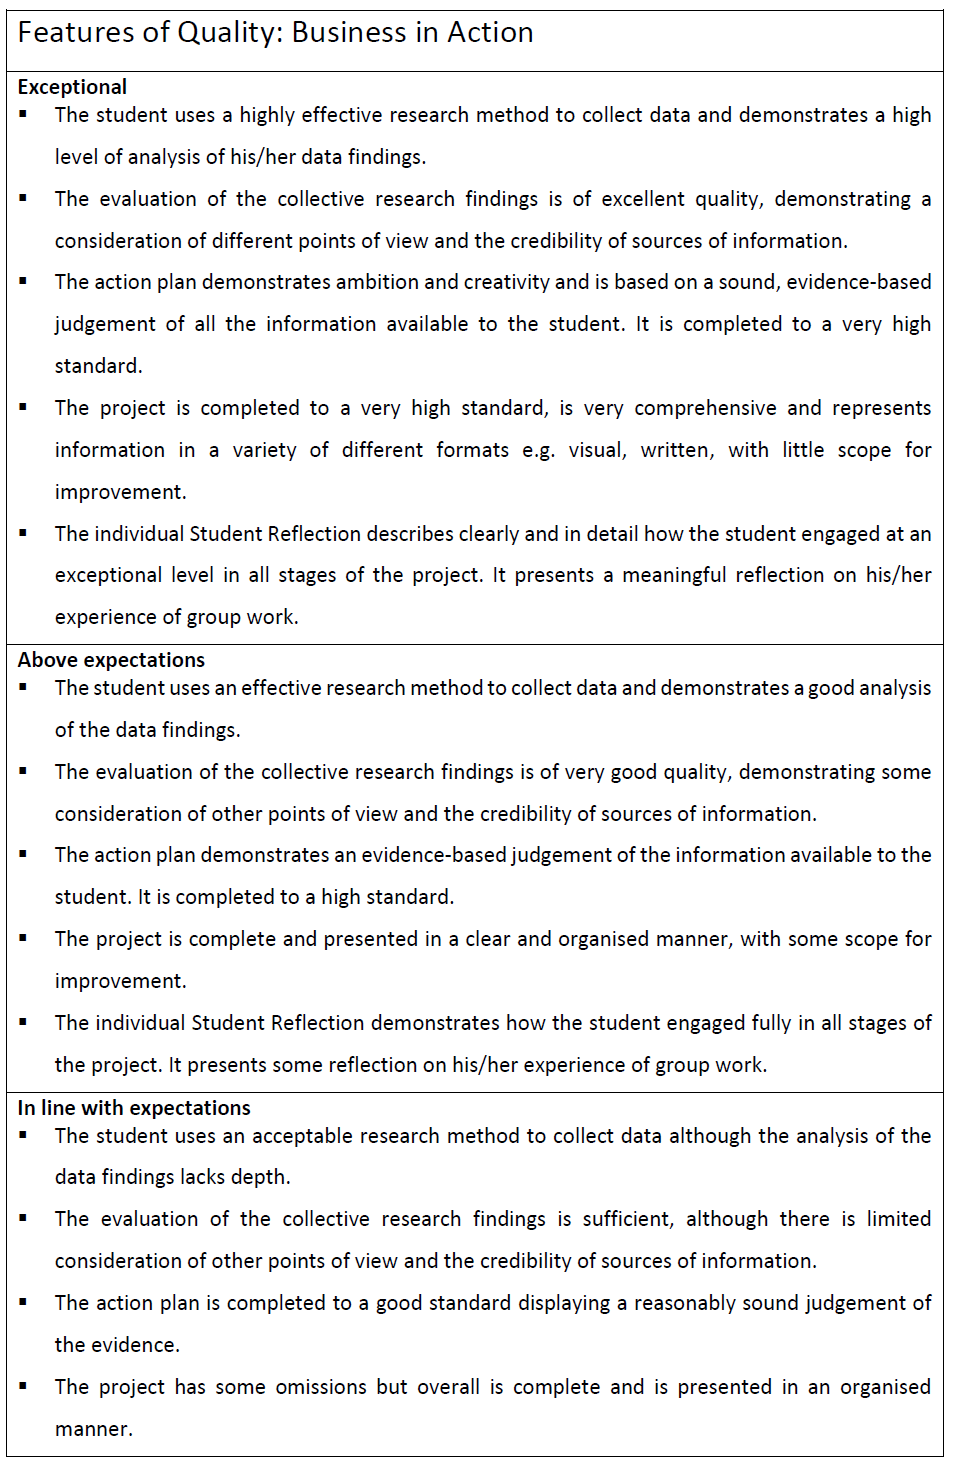 Features of Quality: Business in Action
Exceptional
▪ The student uses a highly effective research method to collect data and demonstrates a high
level of analysis of his/her data findings.
▪ The evaluation of the collective research findings is of excellent quality, demonstrating a
consideration of different points of view and the credibility of sources of information.
▪ The action plan demonstrates ambition and creativity and is based on a sound, evidence-based
judgement of all the information available to the student. It is completed to a very high
standard.
▪ The project is completed to a very high standard, is very comprehensive and represents
information in a variety of different formats e.g. visual, written, with little scope for
improvement.
▪ The individual Student Reflection describes clearly and in detail how the student engaged at an
exceptional level in all stages of the project. It presents a meaningful reflection on his/her
experience of group work.
Above expectations
▪ The student uses an effective research method to collect data and demonstrates a good analysis
of the data findings.
▪ The evaluation of the collective research findings is of very good quality, demonstrating some
consideration of other points of view and the credibility of sources of information.
▪ The action plan demonstrates an evidence-based judgement of the information available to the
student. It is completed to a high standard.
▪ The project is complete and presented in a clear and organised manner, with some scope for
improvement.
▪ The individual Student Reflection demonstrates how the student engaged fully in all stages of
the project. It presents some reflection on his/her experience of group work.
In line with expectations
▪ The student uses an acceptable research method to collect data although the analysis of the
data findings lacks depth.
▪ The evaluation of the collective research findings is sufficient, although there is limited
consideration of other points of view and the credibility of sources of information.
▪ The action plan is completed to a good standard displaying a reasonably sound judgement of
the evidence.
▪ The project has some omissions but overall is complete and is presented in an organised
manner.